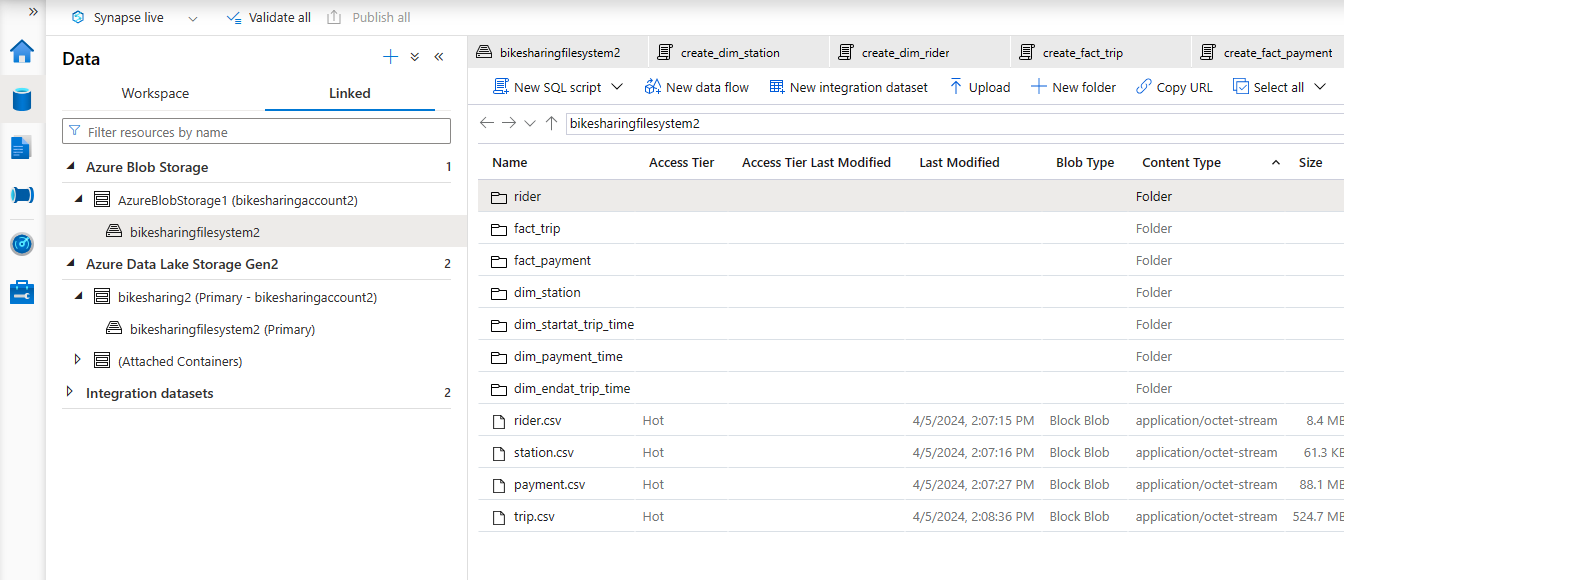 Synapse live
Validate all
Publish all
Data
Workspace
Linked
Filter resources by name
Azure Blob Storage 1
AzureBlobStorage1 (bikesharingaccount2)
bikesharingfilesystem2
Azure Data Lake Storage Gen2 2
bikesharing2 (Primary - bikesharingaccount2)
bikesharingfilesystem2 (Primary)
(Attached Containers)
Integration datasets 2
bikesharingfilesystem2 create_dim_station create_dim_rider create_fact_trip create_fact_payment
New SQL script New data flow New integration dataset Upload New folder Copy URL Select all
bikesharingfilesystem2
Name Access Tier Access Tier Last Modified Last Modified Blob Type Content Type Size
rider Folder
fact_trip Folder
fact_payment Folder
dim_station Folder
dim_startat_trip_time Folder
dim_payment_time Folder
dim_endat_trip_time Folder
rider.csv Hot 4/5/2024, 2:07:15 PM Block Blob application/octet-stream 8.4 MB
station.csv Hot 4/5/2024, 2:07:16 PM Block Blob application/octet-stream 61.3 KB
payment.csv Hot 4/5/2024, 2:07:27 PM Block Blob application/octet-stream 88.1 MB
trip.csv Hot 4/5/2024, 2:08:36 PM Block Blob application/octet-stream 524.7 MB